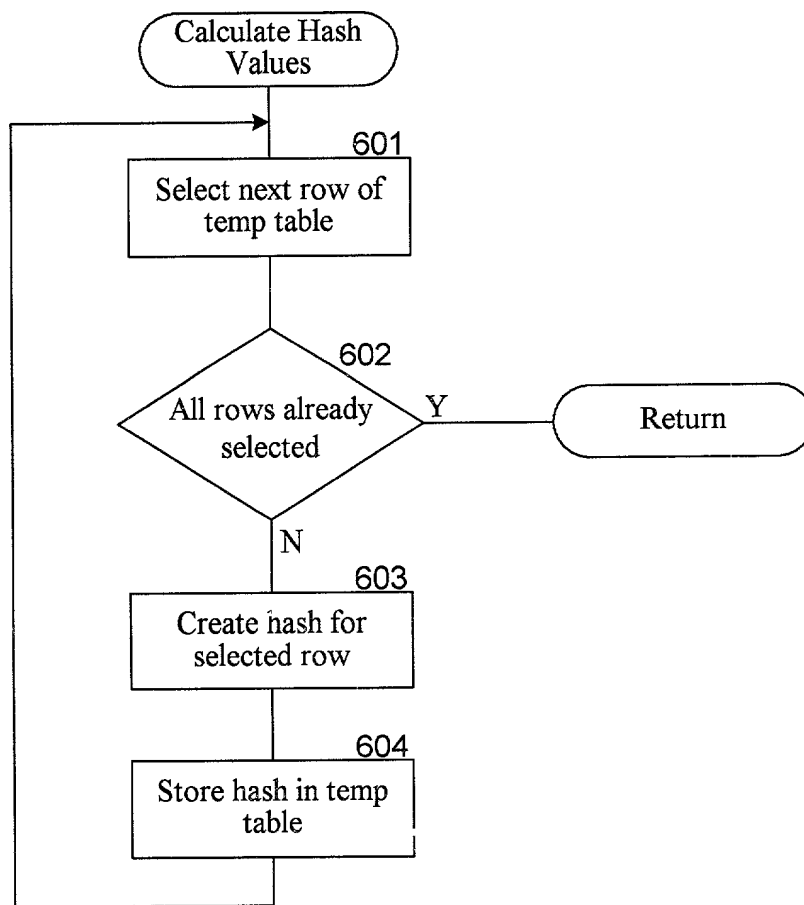 Calculate Hash
Values
601
Select next row of
temp table
602
All rows already
selected
Y
Return
N
603
Create hash for
selected row
604
Store hash in temp
table